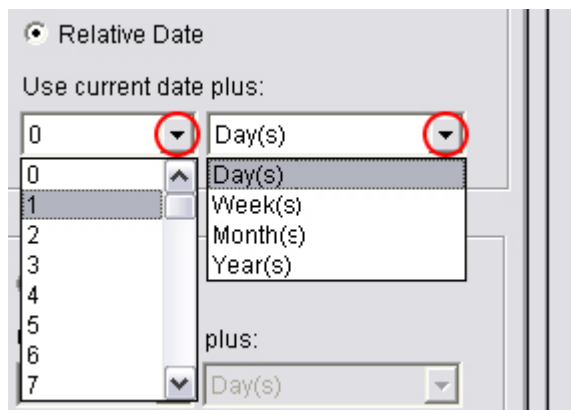 Relative Date
Use current date plus:
0 Day(s)
0 Day(s)
1 Week(s)
2 Month(s)
3 Year(s)
4
5
6 plus:
7 Day(s)